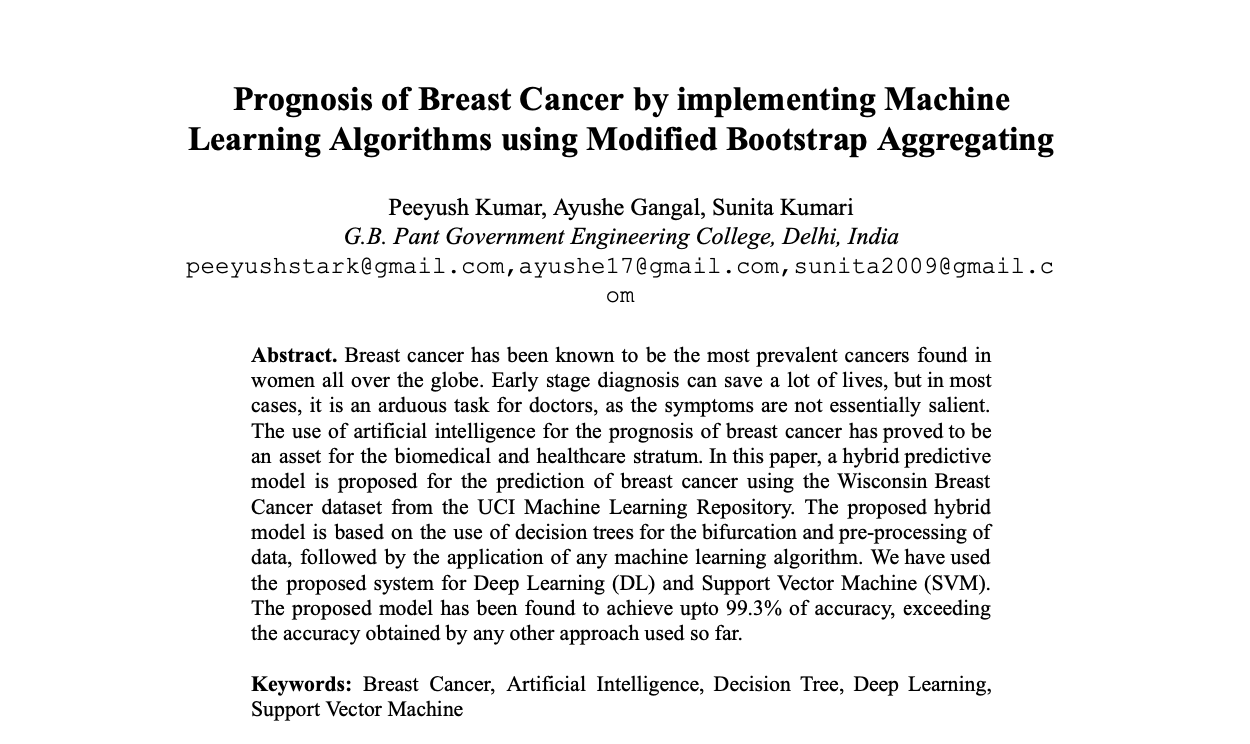 Prognosis of Breast Cancer by implementing Machine
Learning Algorithms using Modified Bootstrap Aggregating
Peeyush Kumar, Ayushe Gangal, Sunita Kumari
G.B. Pant Government Engineering College, Delhi, India
peeyushstark@gmail.com,ayushe17@gmail.com,sunita2009@gmail.c
om
Abstract. Breast cancer has been known to be the most prevalent cancers found in
women all over the globe. Early stage diagnosis can save a lot of lives, but in most
cases, it is an arduous task for doctors, as the symptoms are not essentially salient.
The use of artificial intelligence for the prognosis of breast cancer has proved to be
an asset for the biomedical and healthcare stratum. In this paper, a hybrid predictive
model is proposed for the prediction of breast cancer using the Wisconsin Breast
Cancer dataset from the UCI Machine Learning Repository. The proposed hybrid
model is based on the use of decision trees for the bifurcation and pre-processing of
data, followed by the application of any machine learning algorithm. We have used
the proposed system for Deep Learning (DL) and Support Vector Machine (SVM).
The proposed model has been found to achieve upto 99.3% of accuracy, exceeding
the accuracy obtained by any other approach used so far.
Keywords: Breast Cancer, Artificial Intelligence, Decision Tree, Deep Learning,
Support Vector Machine